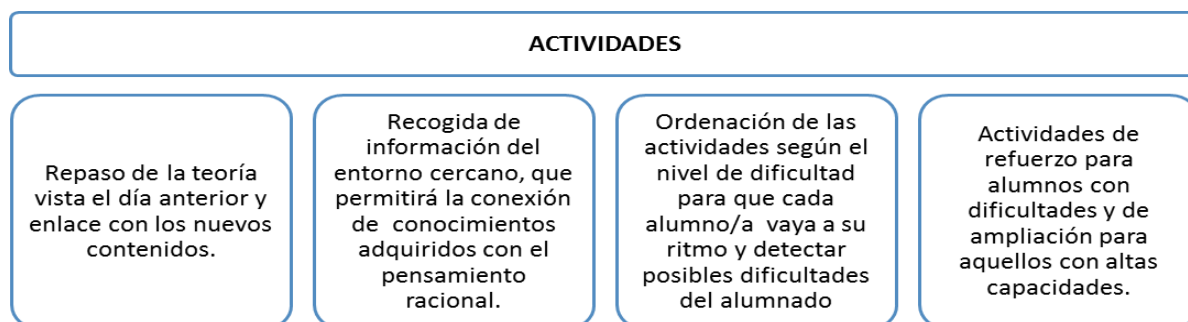 ACTIVIDADES
Repaso de la teoría
vista el día anterior y
enlace con los nuevos
contenidos.
Recogida de
información del
entorno cercano, que
permitirá la conexión
de conocimientos
adquiridos con el
pensamiento
racional.
Ordenación de las
actividades según el
nivel de dificultad
para que cada
alumno/a vaya a su
ritmo y detectar
posibles dificultades
del alumnado
Actividades de
refuerzo para
alumnos con
dificultades y de
ampliación para
aquellos con altas
capacidades.